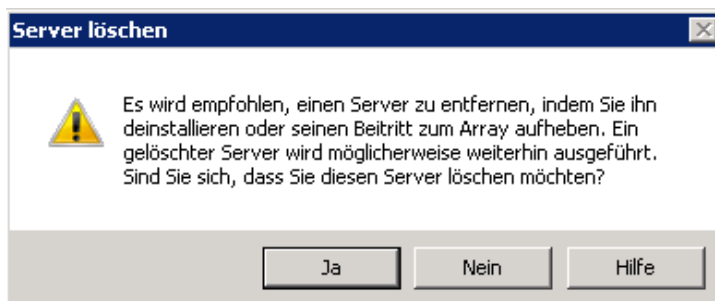 Server löschen
Es wird empfohlen, einen Server zu entfernen, indem Sie ihn
deinstallieren oder seinen Beitritt zum Array aufheben. Ein
gelöschter Server wird möglicherweise weiterhin ausgeführt.
Sind Sie sich, dass Sie diesen Server löschen möchten?
Ja
Nein
Hilfe